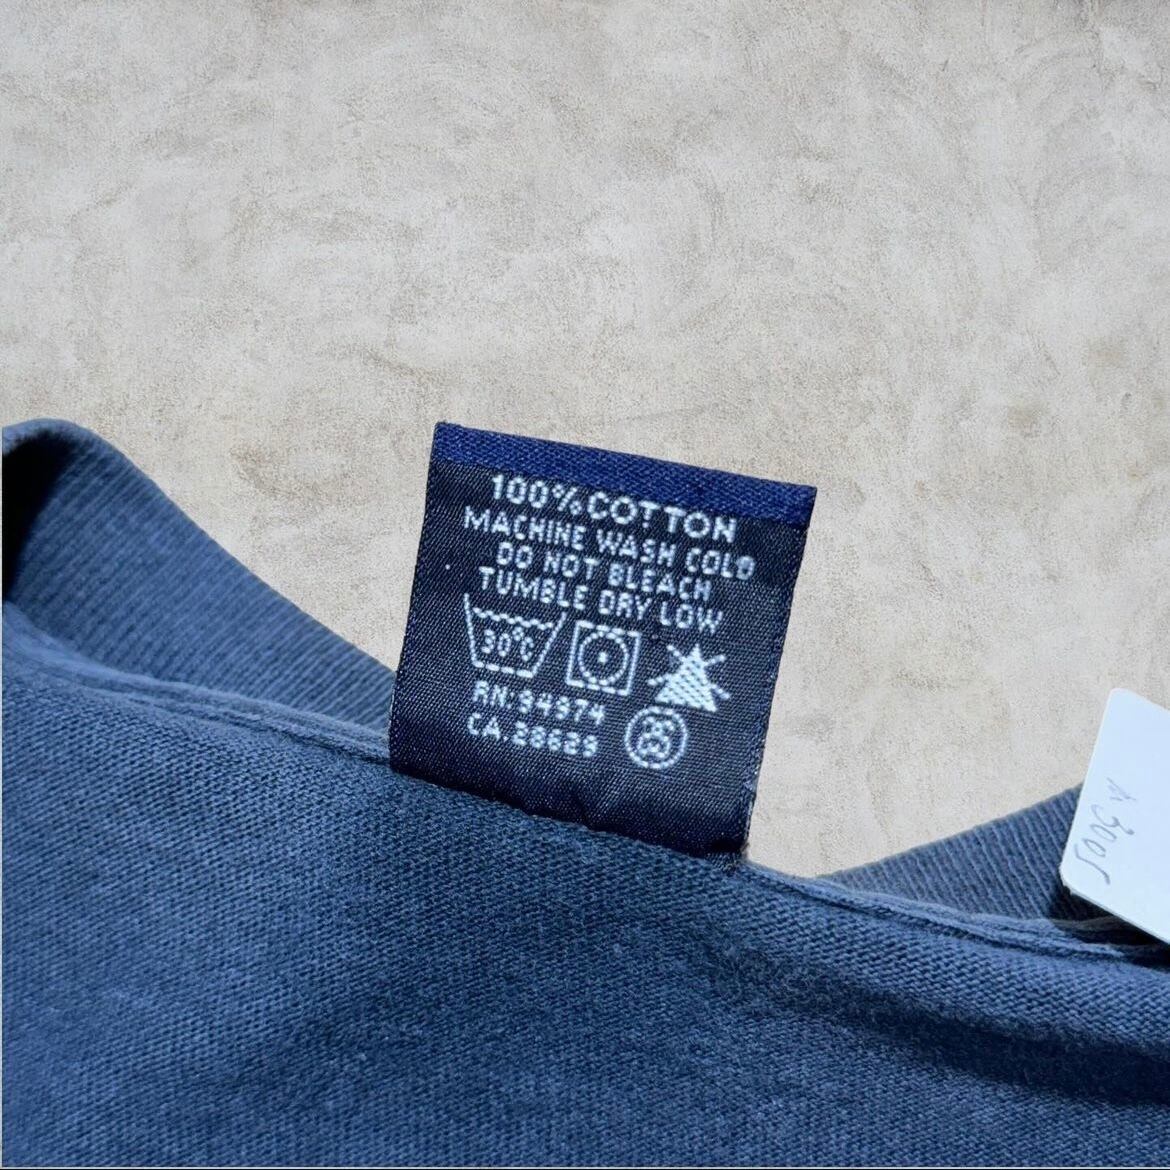 100% COTTON
MACHINE WASH COLD
DO NOT BLEACH
TUMBLE DRY LOW
30°C
RN:94974
CA.28629